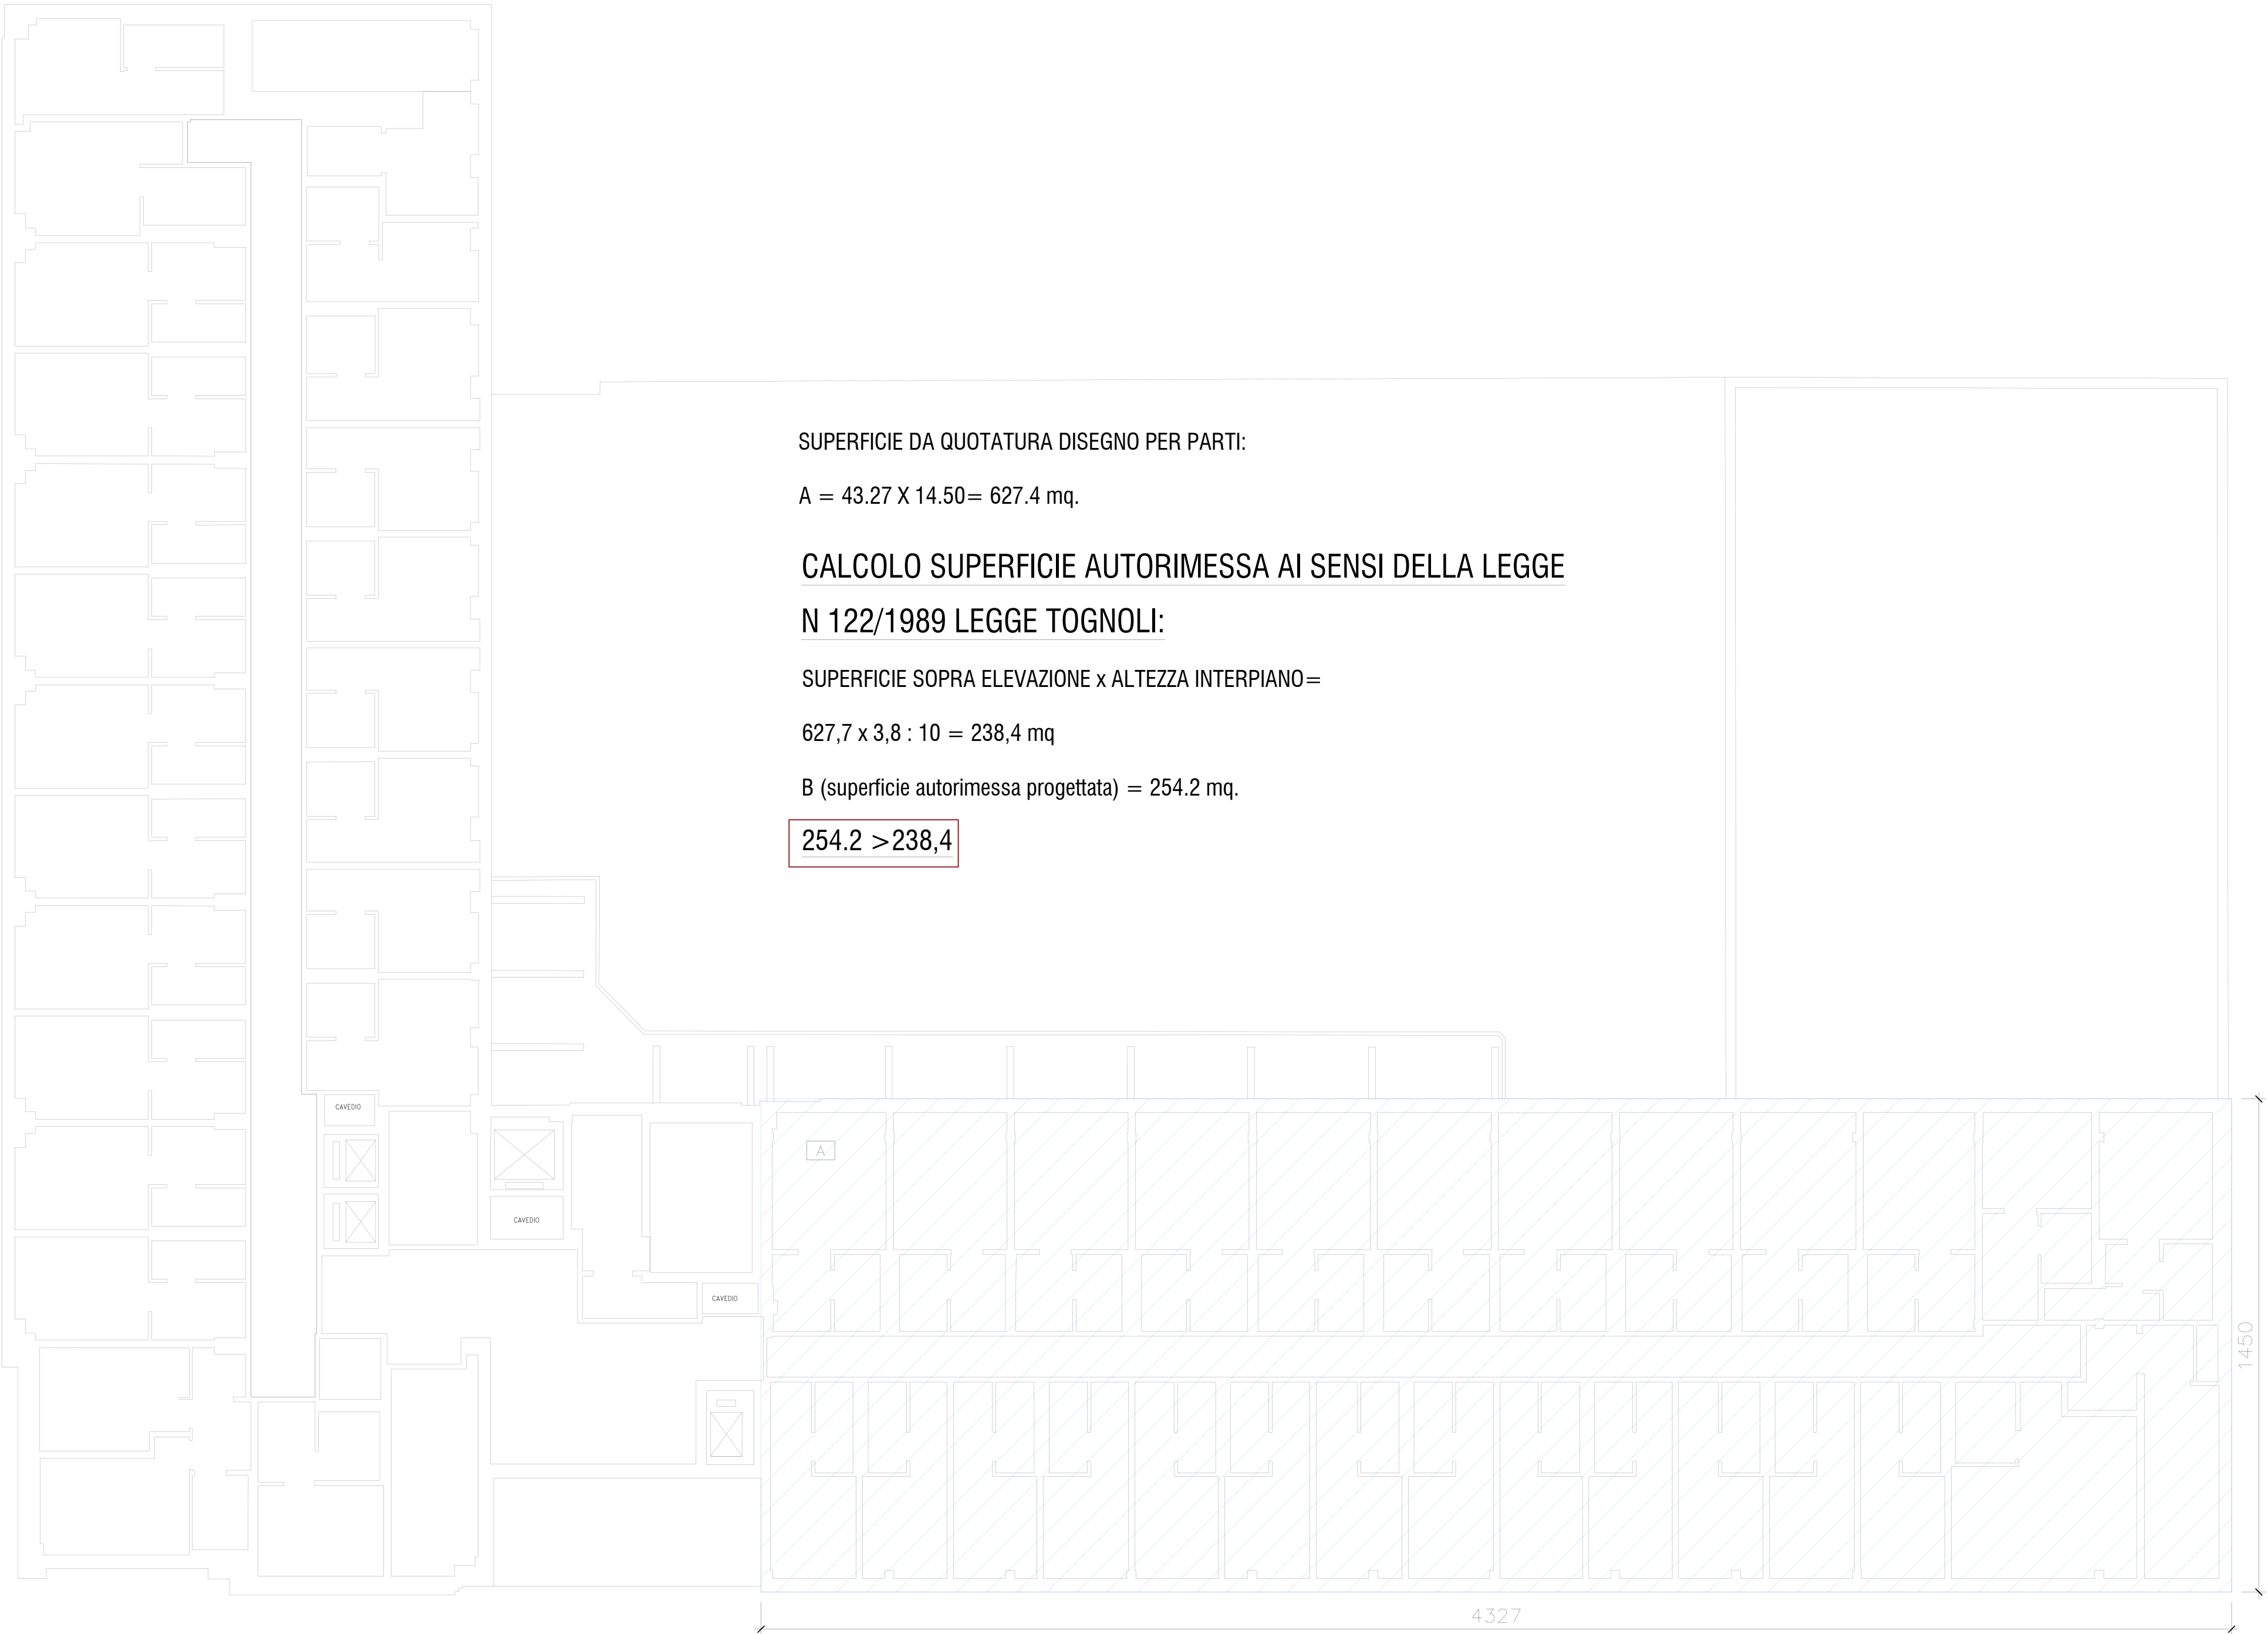 SUPERFICIE DA QUOTATURA DISEGNO PER PARTI:
A = 43.27 X 14.50= 627.4 mq.
CALCOLO SUPERFICIE AUTORIMESSA AI SENSI DELLA LEGGE
N 122/1989 LEGGE TOGNOLI:
SUPERFICIE SOPRA ELEVAZIONE x ALTEZZA INTERPIANO=
627,7 x 3,8 : 10 = 238,4 mq
B (superficie autorimessa progettata) = 254.2 mq.
254.2 >238,4
CAVEDIO
A
CAVEDIO
CAVEDIO
1450
4327